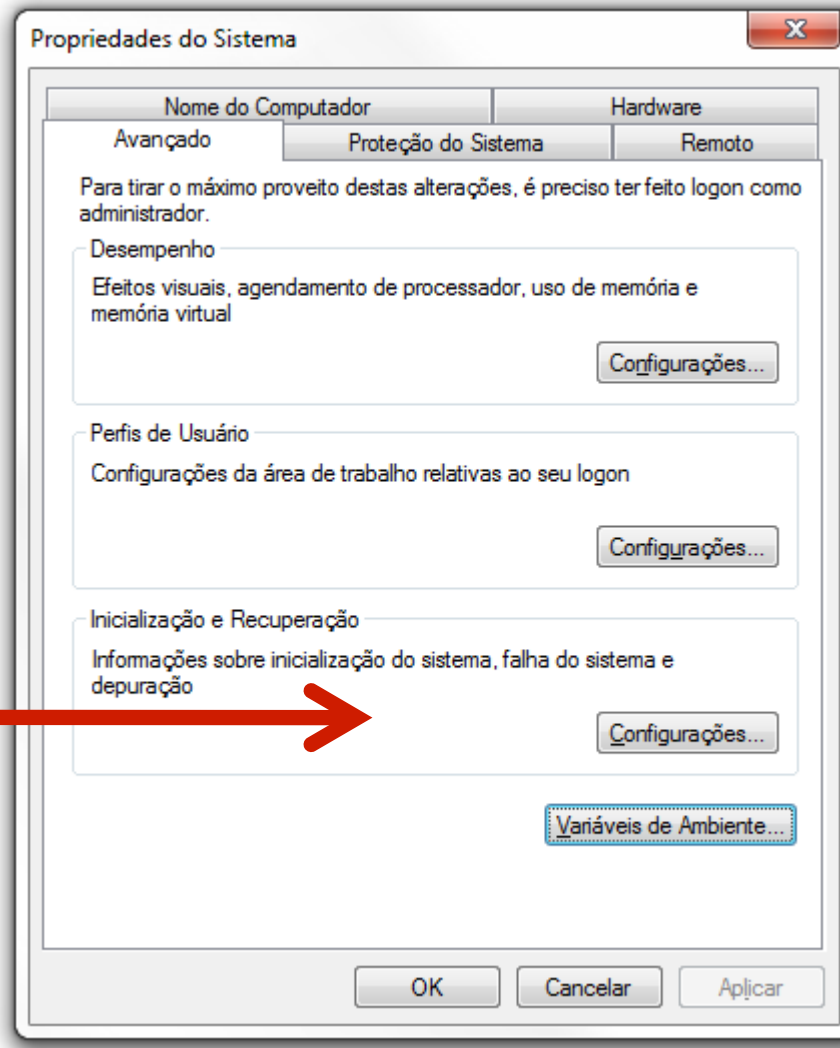 Propriedades do Sistema
Nome do Computador
Hardware
Avançado
Proteção do Sistema
Remoto
Para tirar o máximo proveito destas alterações, é preciso ter feito logon como
administrador.
Desempenho
Efeitos visuais, agendamento de processador, uso de memória e
memória virtual
Configurações...
Perfis de Usuário
Configurações da área de trabalho relativas ao seu logon
Configurações...
Inicialização e Recuperação
Informações sobre inicialização do sistema, falha do sistema e
depuração
Configurações...
Variáveis de Ambiente...
OK
Cancelar
Aplicar